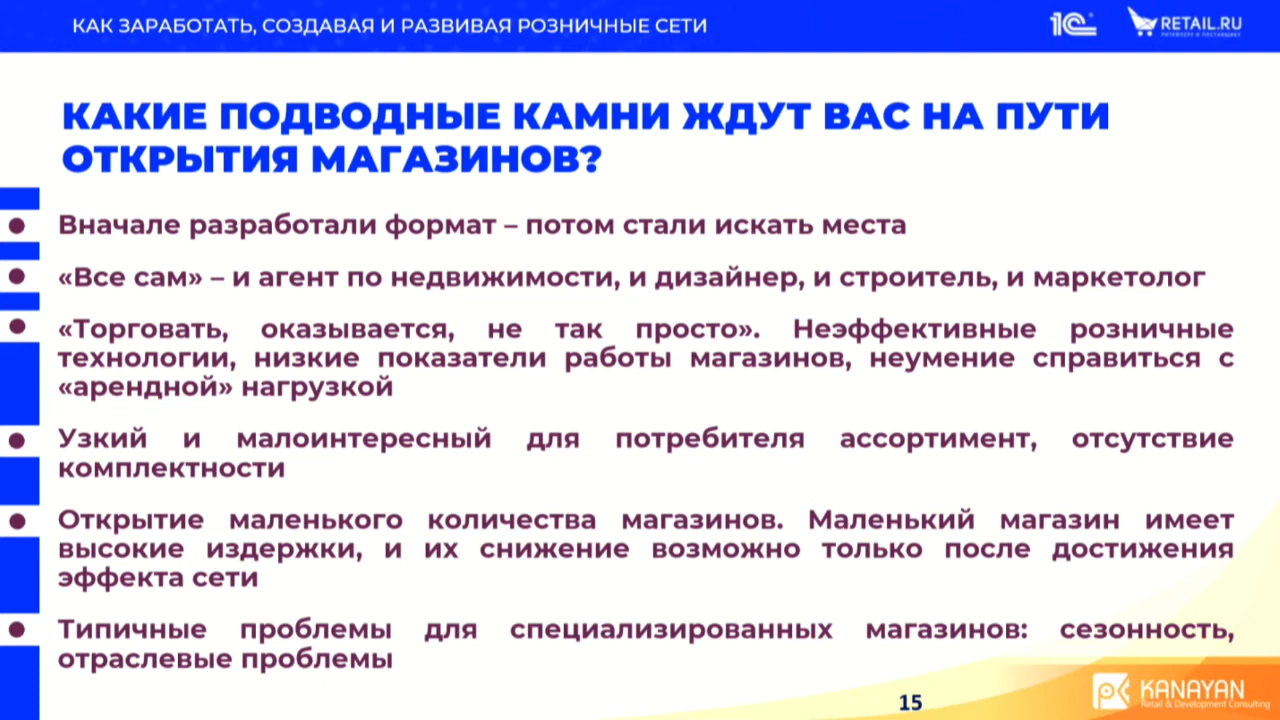 КАК ЗАРАБОТАТЬ, СОЗДАВАЯ И РАЗВИВАЯ РОЗНИЧНЫЕ СЕТИ
1С
RETAIL.RU
КАКИЕ ПОДВОДНЫЕ КАМНИ ЖДУТ ВАС НА ПУТИ
ОТКРЫТИЯ МАГАЗИНОВ?
• Вначале разработали формат – потом стали искать места
• «Все сам» – и агент по недвижимости, и дизайнер, и строитель, и маркетолог
• «Торговать, оказывается, не так просто». Неэффективные розничные
технологии, низкие показатели работы магазинов, неумение справиться с
«арендной» нагрузкой
• Узкий и малоинтересный для потребителя ассортимент, отсутствие
комплектности
• Открытие маленького количества магазинов. Маленький магазин имеет
высокие издержки, и их снижение возможно только после достижения
эффекта сети
• Типичные проблемы для специализированных магазинов: сезонность,
отраслевые проблемы
15
KANAYAN
Retail & Development Consulting